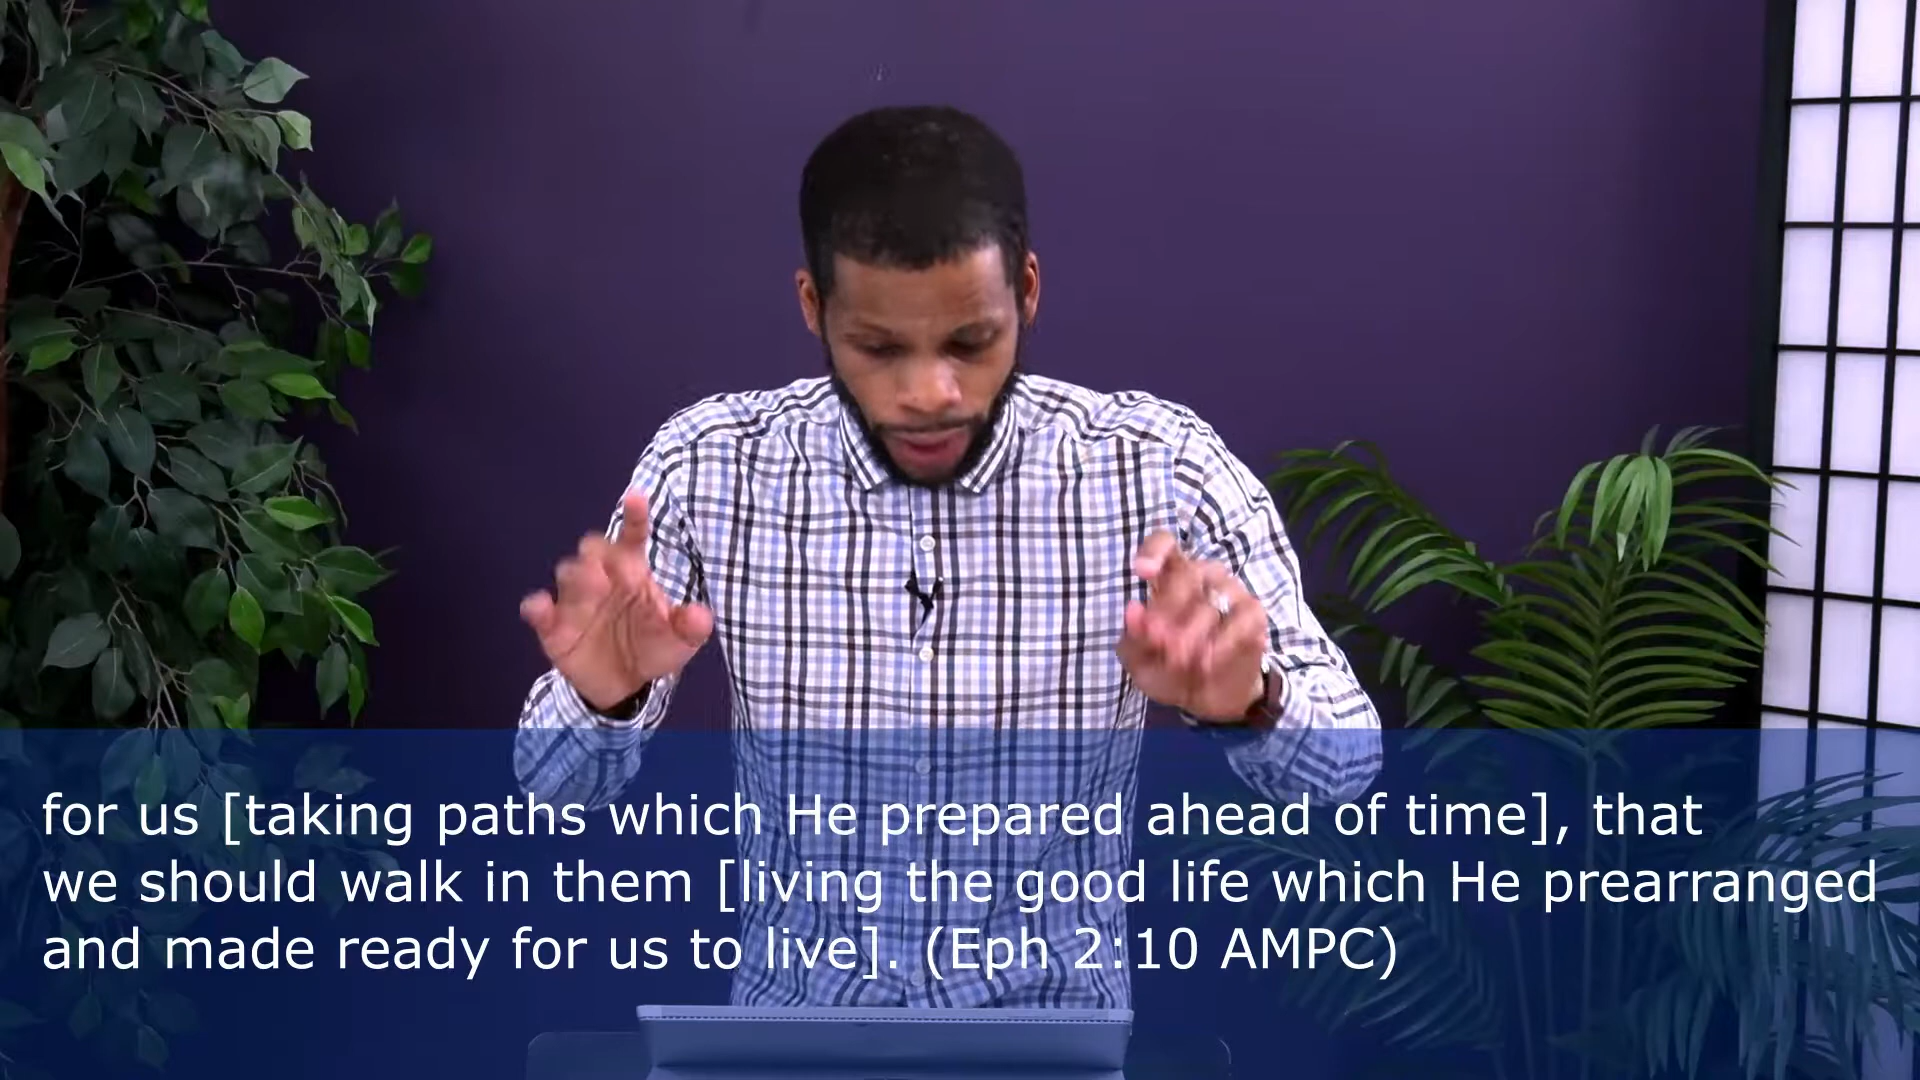 for us [taking paths which He prepared ahead of time], that
we should walk in them [living the good life which He prearranged
and made ready for us to live]. (Eph 2:10 AMPC)